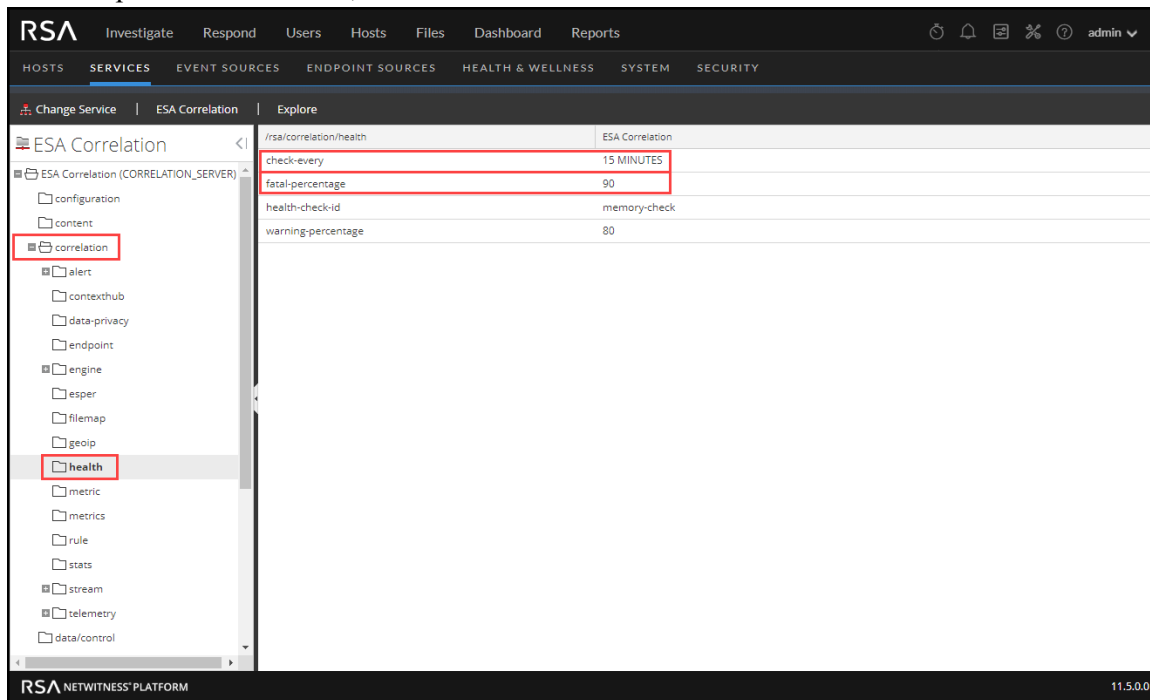 RSA Investigate Respond Users Hosts Files Dashboard Reports admin
HOSTS SERVICES EVENT SOURCES ENDPOINT SOURCES HEALTH & WELLNESS SYSTEM SECURITY
Change Service | ESA Correlation | Explore
ESA Correlation
ESA Correlation (CORRELATION_SERVER)
configuration
content
correlation
alert
contexthub
data-privacy
endpoint
engine
esper
filemap
geoip
health
metric
metrics
rule
stats
stream
telemetry
data/control
/rsa/correlation/health ESA Correlation
check-every 15 MINUTES
fatal-percentage 90
health-check-id memory-check
warning-percentage 80
RSA NETWITNESS® PLATFORM 11.5.0.0